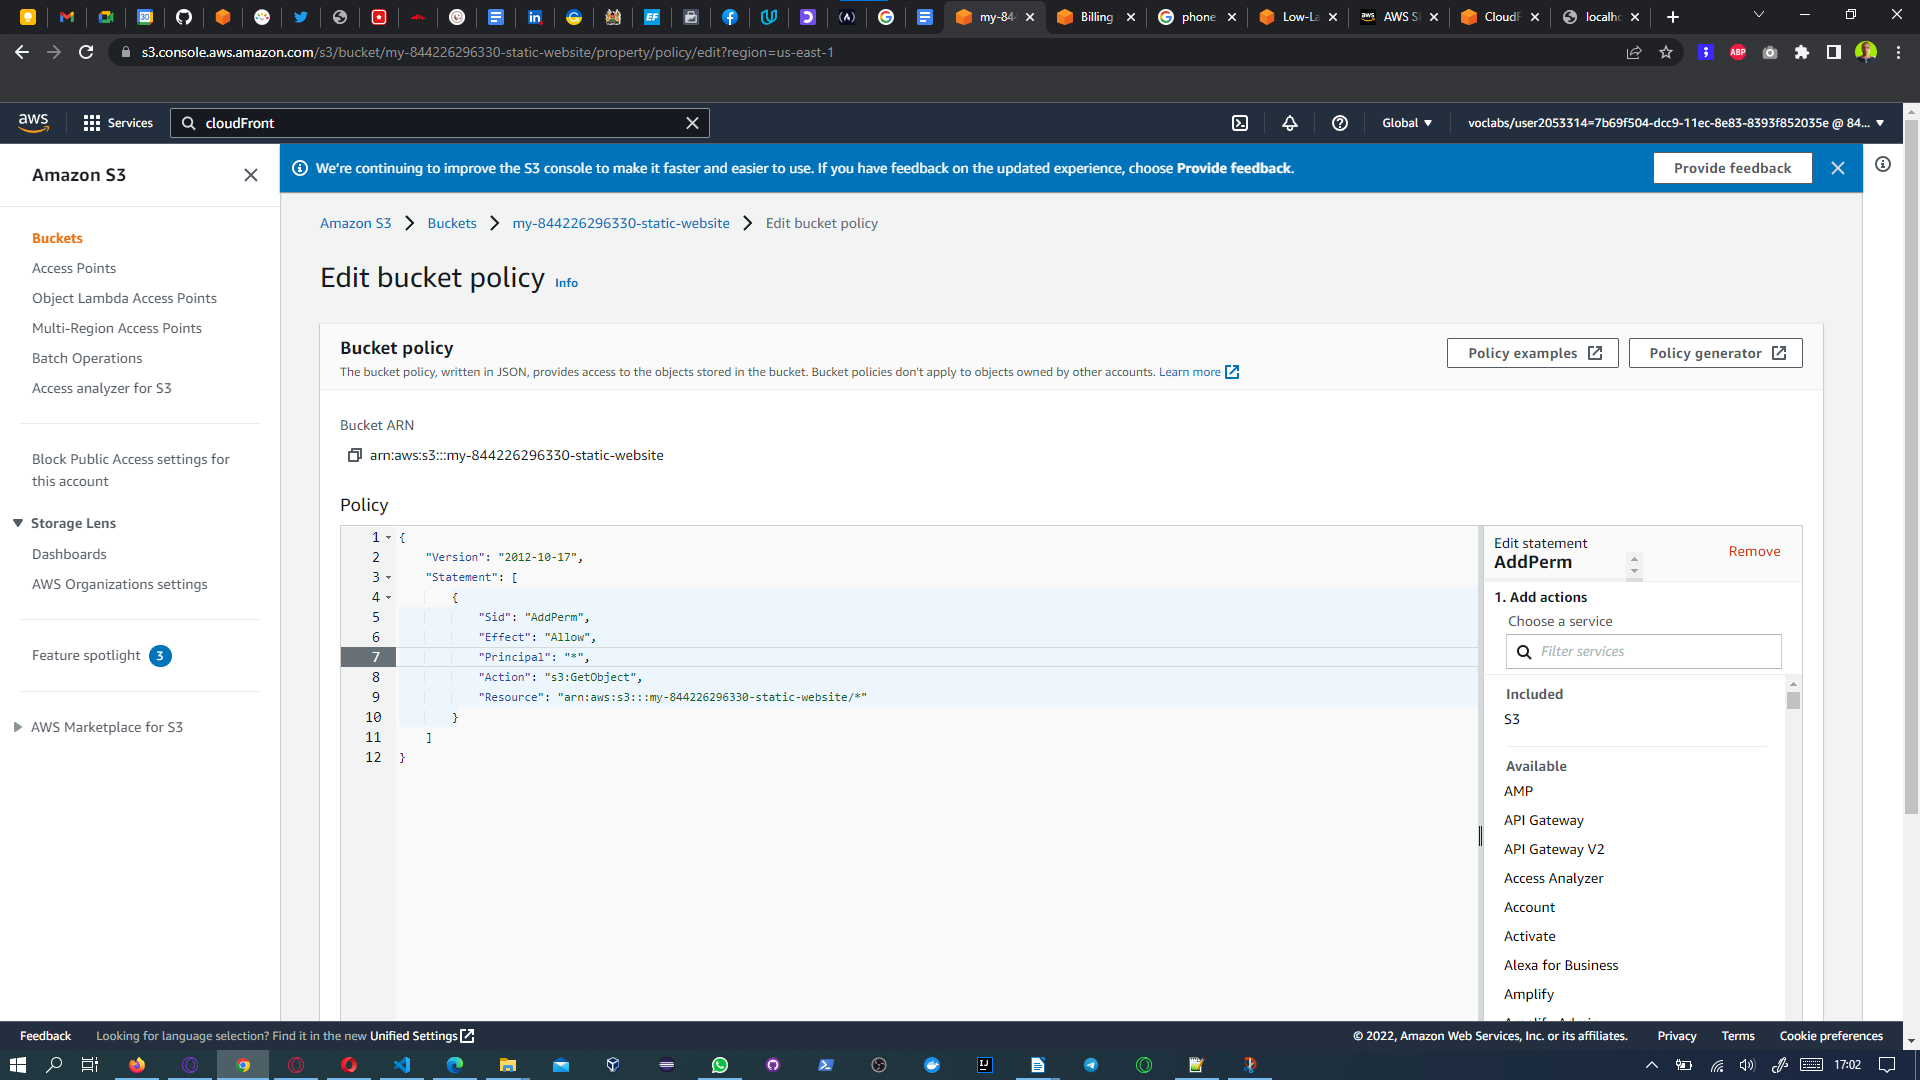 my-84
Billing
phone
Low-La
AWS S
CloudF
localh
s3.console.aws.amazon.com/s3/bucket/my-844226296330-static-website/property/policy/edit?region=us-east-1
aws
Services
cloudFront
Global
voclabs/user2053314=7b69f504-dcc9-11ec-8e83-8393f852035e @ 84...
Amazon S3
We're continuing to improve the S3 console to make it faster and easier to use. If you have feedback on the updated experience, choose Provide feedback.
Provide feedback
Buckets
Access Points
Object Lambda Access Points
Multi-Region Access Points
Batch Operations
Access analyzer for S3
Block Public Access settings for
this account
Storage Lens
Dashboards
AWS Organizations settings
Feature spotlight 3
AWS Marketplace for S3
Amazon S3
Buckets
my-844226296330-static-website
Edit bucket policy
Edit bucket policy Info
Bucket policy
The bucket policy, written in JSON, provides access to the objects stored in the bucket. Bucket policies don't apply to objects owned by other accounts. Learn more
Policy examples
Policy generator
Bucket ARN
arn:aws:s3:::my-844226296330-static-website
Policy
1 {
2 "Version": "2012-10-17",
3 "Statement": [
4 {
5 "Sid": "AddPerm",
6 "Effect": "Allow",
7 "Principal": "*",
8 "Action": "s3:GetObject",
9 "Resource": "arn:aws:s3:::my-844226296330-static-website/*"
10 }
11 ]
12 }
Edit statement
AddPerm
Remove
1. Add actions
Choose a service
Filter services
Included
S3
Available
AMP
API Gateway
API Gateway V2
Access Analyzer
Account
Activate
Alexa for Business
Amplify
Feedback
Looking for language selection? Find it in the new Unified Settings
© 2022, Amazon Web Services, Inc. or its affiliates.
Privacy
Terms
Cookie preferences
17:02